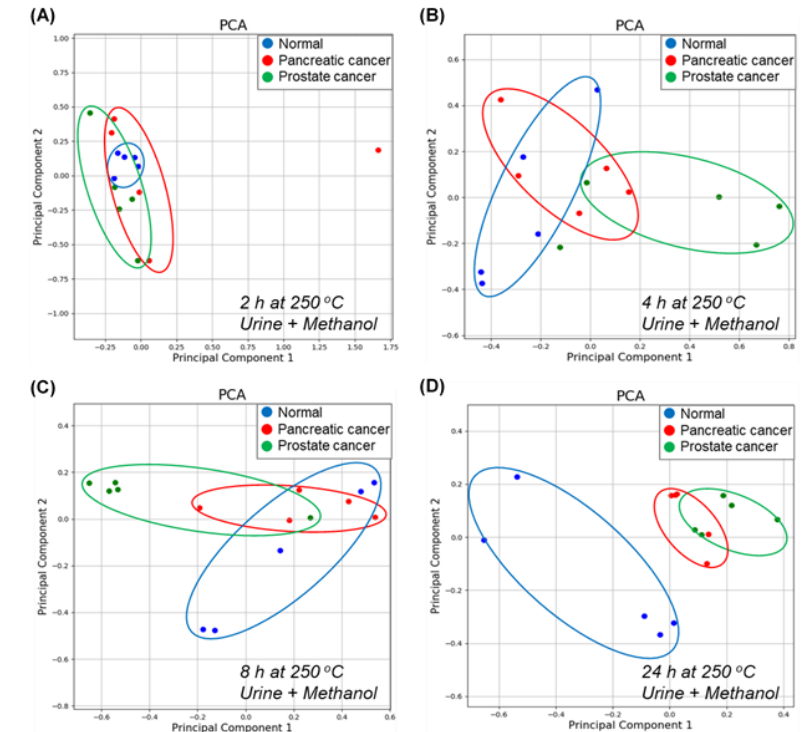 (A)
PCA
Normal
Pancreatic cancer
Prostate cancer
1.00
0.75
0.50
0.25
0.00
−0.25
−0.50
−0.75
−1.00
Principal Component 2
2 h at 250 °C
Urine + Methanol
−0.25
0.00
0.25
0.50
0.75
1.00
1.25
1.50
1.75
Principal Component 1
(B)
PCA
Normal
Pancreatic cancer
Prostate cancer
0.6
0.4
0.2
0.0
−0.2
−0.4
−0.6
Principal Component 2
4 h at 250 °C
Urine + Methanol
−0.4
−0.2
0.0
0.2
0.4
0.6
0.8
Principal Component 1
(C)
PCA
Normal
Pancreatic cancer
Prostate cancer
0.4
0.2
0.0
−0.2
−0.4
−0.6
−0.8
Principal Component 2
8 h at 250 °C
Urine + Methanol
−0.6
−0.4
−0.2
0.0
0.2
0.4
0.6
Principal Component 1
(D)
PCA
Normal
Pancreatic cancer
Prostate cancer
0.4
0.2
0.0
−0.2
−0.4
−0.6
Principal Component 2
24 h at 250 °C
Urine + Methanol
−0.6
−0.4
−0.2
0.0
0.2
0.4
Principal Component 1